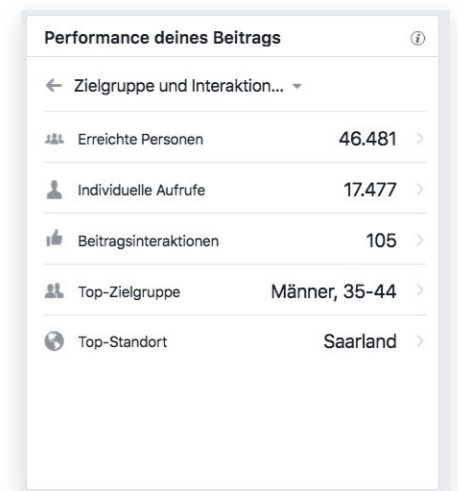 Performance deines Beitrags
Zielgruppe und Interaktion...
Erreichte Personen 46.481
Individuelle Aufrufe 17.477
Beitragsinteraktionen 105
Top-Zielgruppe Männer, 35-44
Top-Standort Saarland